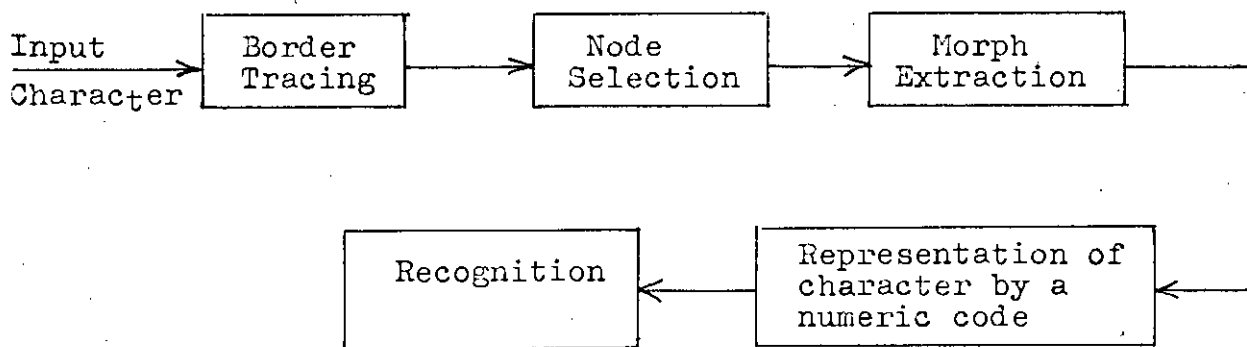 Input
Character
Border
Tracing
Node
Selection
Morph
Extraction
Recognition
Representation of
character by a
numeric code